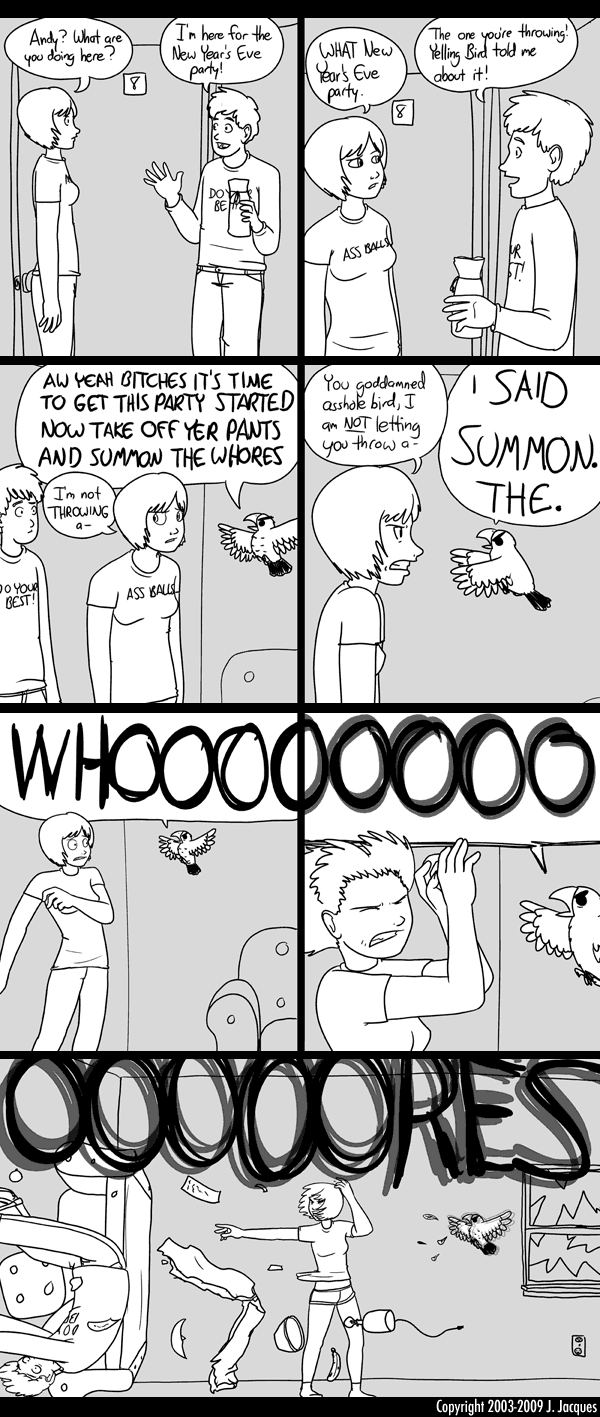 Andy? What are
you doing here?
I'm here for the
New Year's Eve
party!
8
DO YOUR
BE
WHAT New
Year's Eve
party.
The one you're throwing!
Yelling Bird told me
about it!
8
ASS BALLS
UR
ST!
AW YEAH BITCHES IT'S TIME
TO GET THIS PARTY STARTED
NOW TAKE OFF YER PANTS
AND SUMMON THE WHORES
I'm not
THROWING
a-
DO YOUR
BEST!
ASS BALLS
You goddamned
asshole bird, I
am NOT letting
you throw a-
I SAID
SUMMON.
THE.
WHOOOOOOOO
OOOOOORES
Copyright 2003-2009 J. Jacques